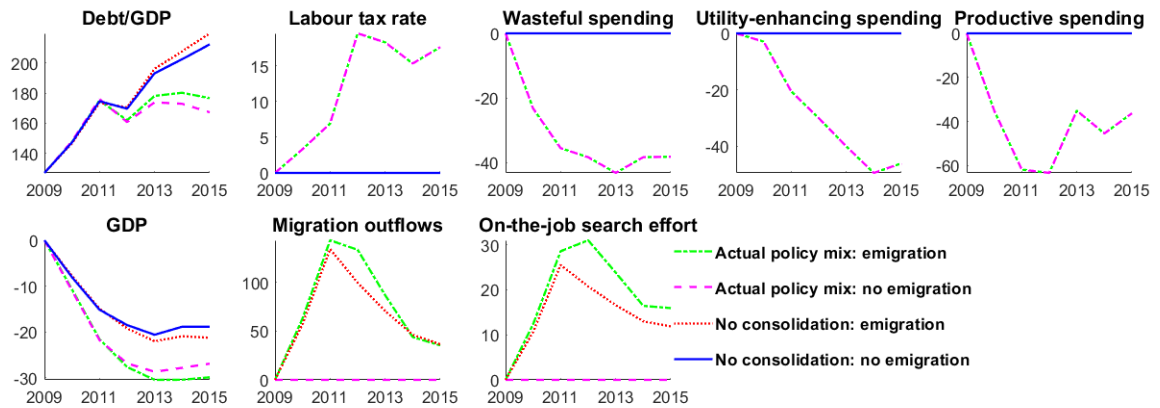 Debt/GDP
200
180
160
140
2009 2011 2013 2015
Labour tax rate
15
10
5
0
2009 2011 2013 2015
Wasteful spending
0
-20
-40
2009 2011 2013 2015
Utility-enhancing spending
0
-20
-40
2009 2011 2013 2015
Productive spending
0
-20
-40
-60
2009 2011 2013 2015
GDP
0
-10
-20
-30
2009 2011 2013 2015
Migration outflows
100
50
0
2009 2011 2013 2015
On-the-job search effort
30
20
10
0
2009 2011 2013 2015
Actual policy mix: emigration
Actual policy mix: no emigration
No consolidation: emigration
No consolidation: no emigration